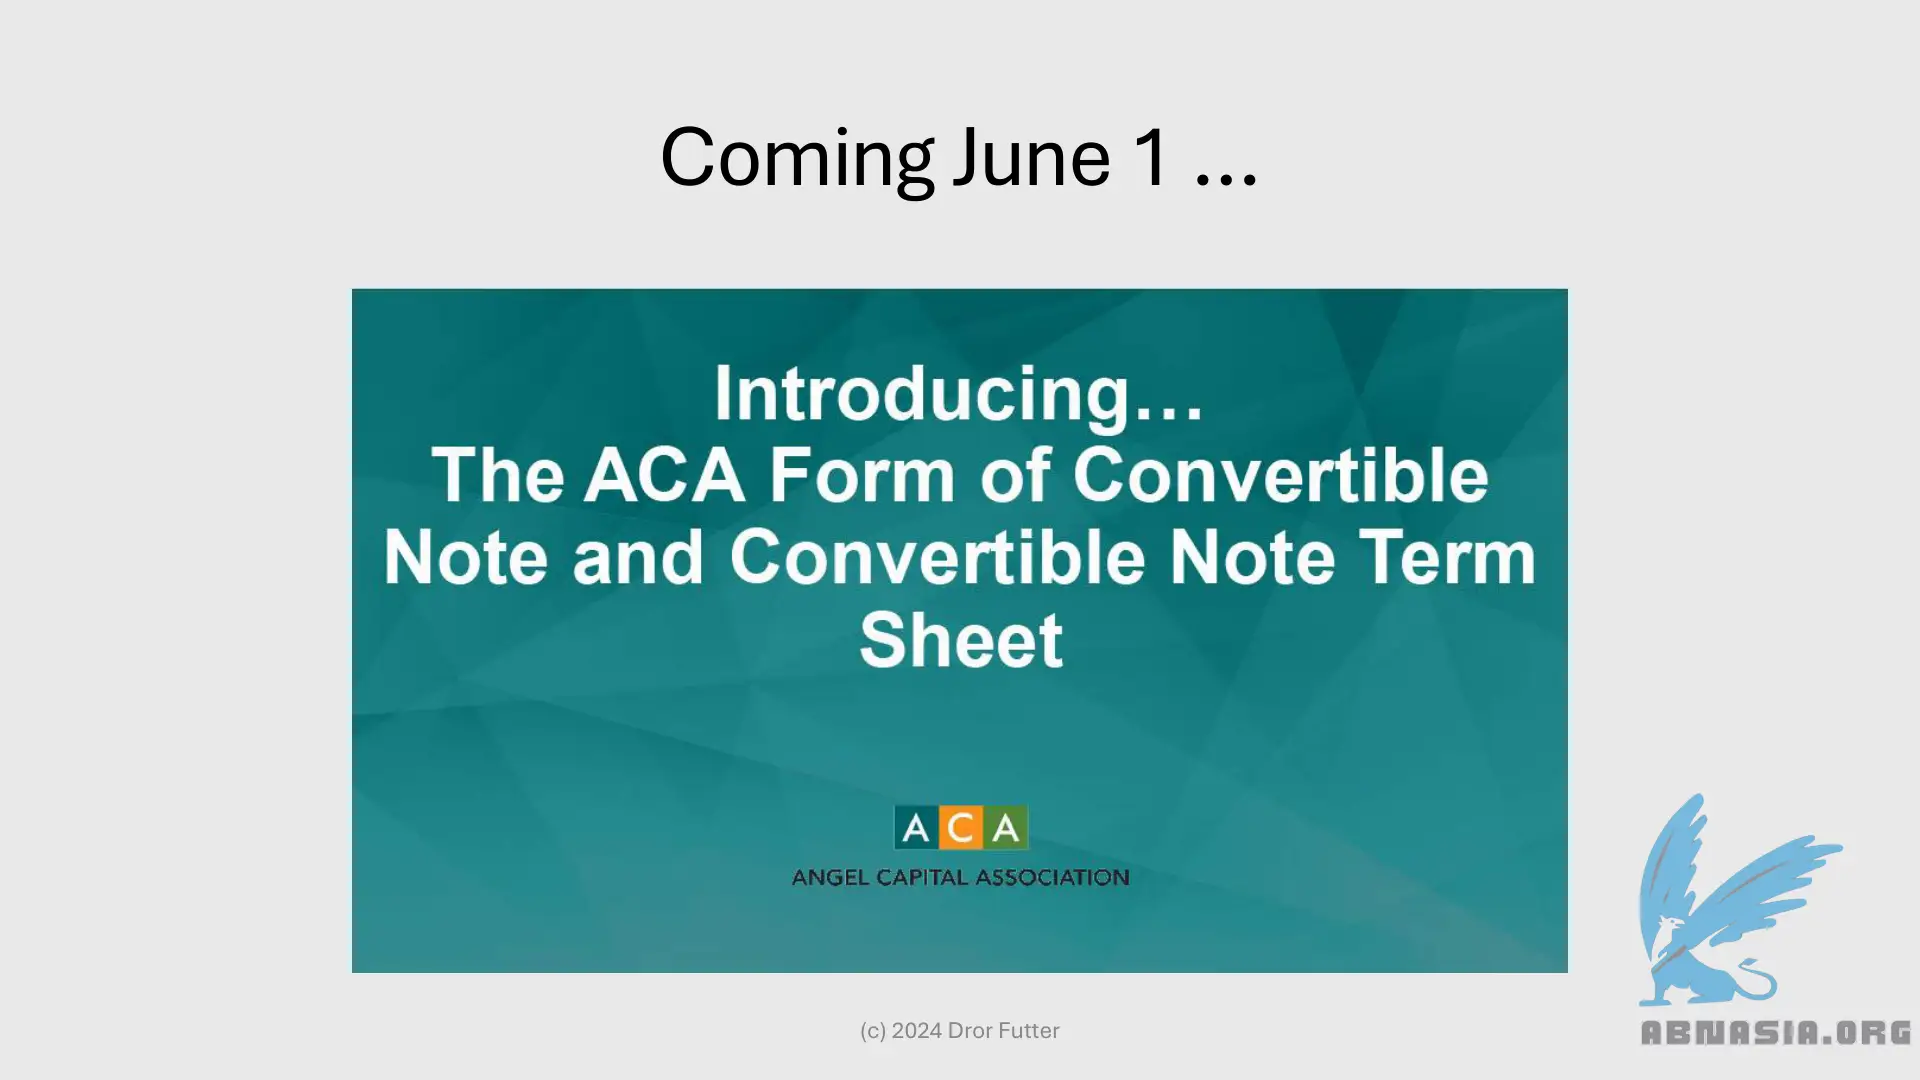 Coming June 1 ...
Introducing...
The ACA Form of Convertible
Note and Convertible Note Term
Sheet
ACA
ANGEL CAPITAL ASSOCIATION
(c) 2024 Dror Futter
ABNASIA.ORG